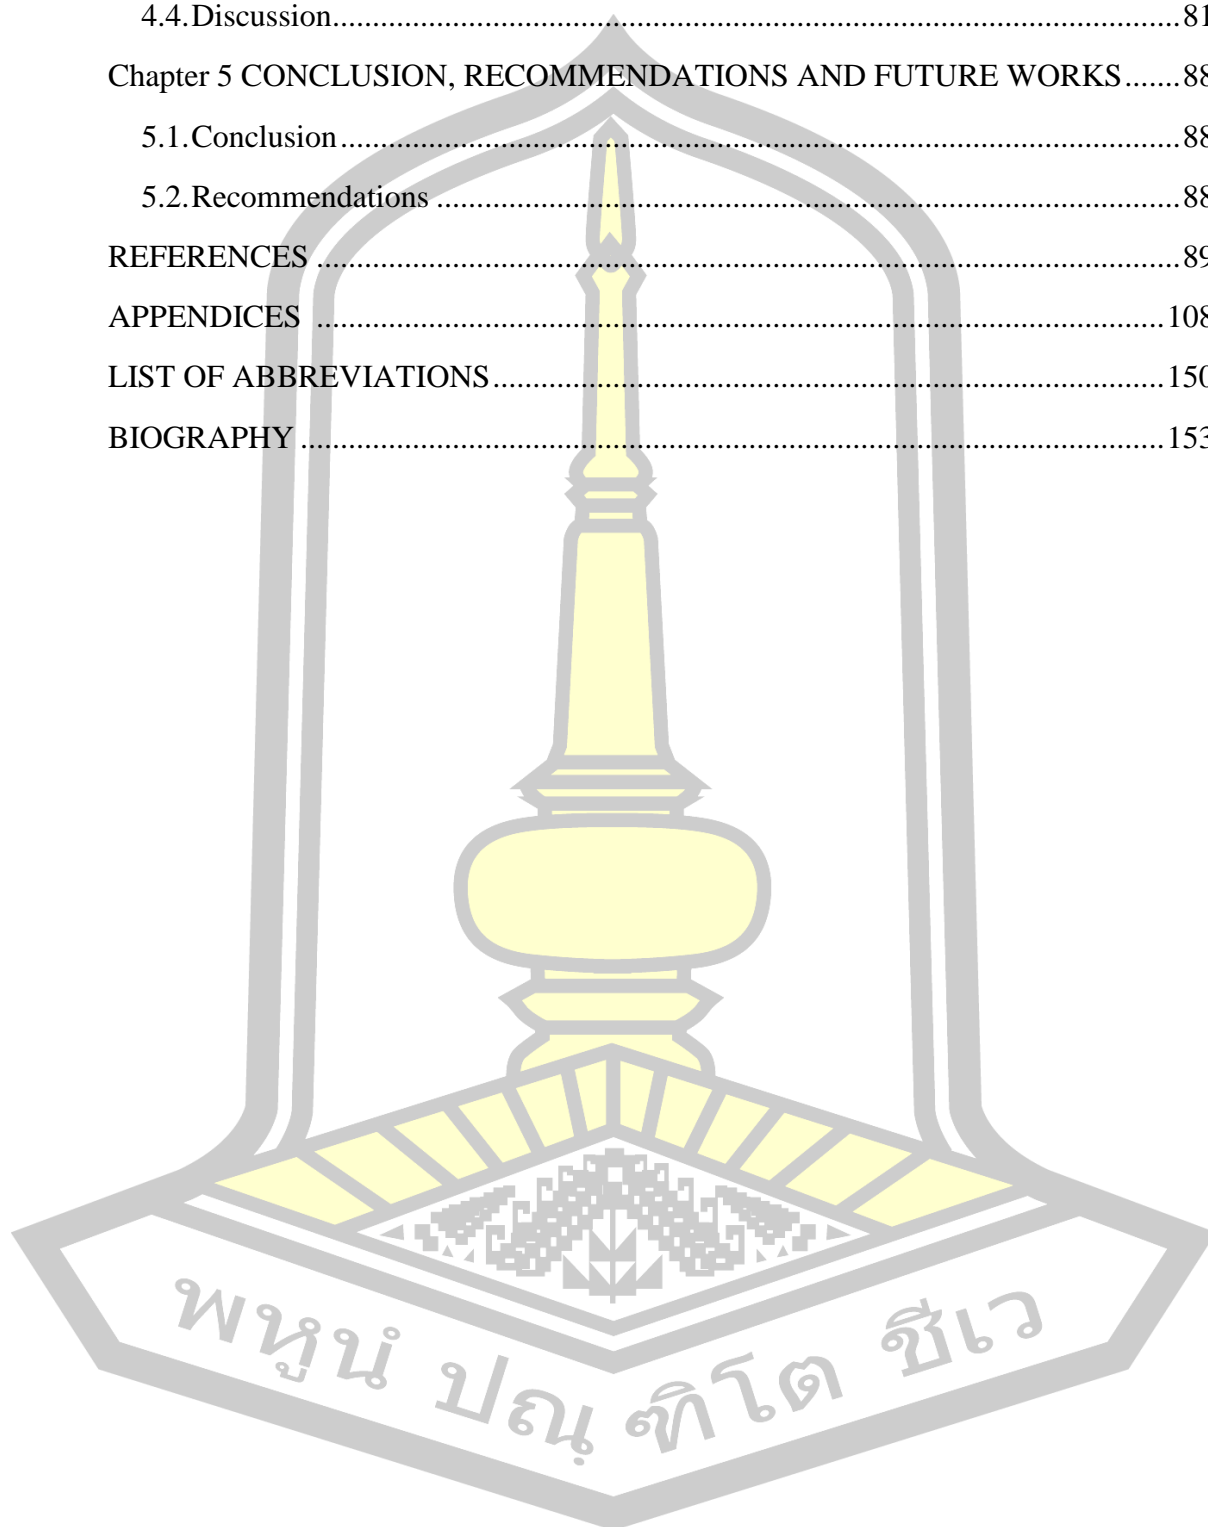 4.4.Discussion..........................................................................................................81
Chapter 5 CONCLUSION, RECOMMENDATIONS AND FUTURE WORKS.......88
5.1.Conclusion.........................................................................................................88
5.2.Recommendations.............................................................................................88
REFERENCES............................................................................................................89
APPENDICES..........................................................................................................108
LIST OF ABBREVIATIONS....................................................................................150
BIOGRAPHY...........................................................................................................153
พหูนํ ปณฺฑิโต ชีเว